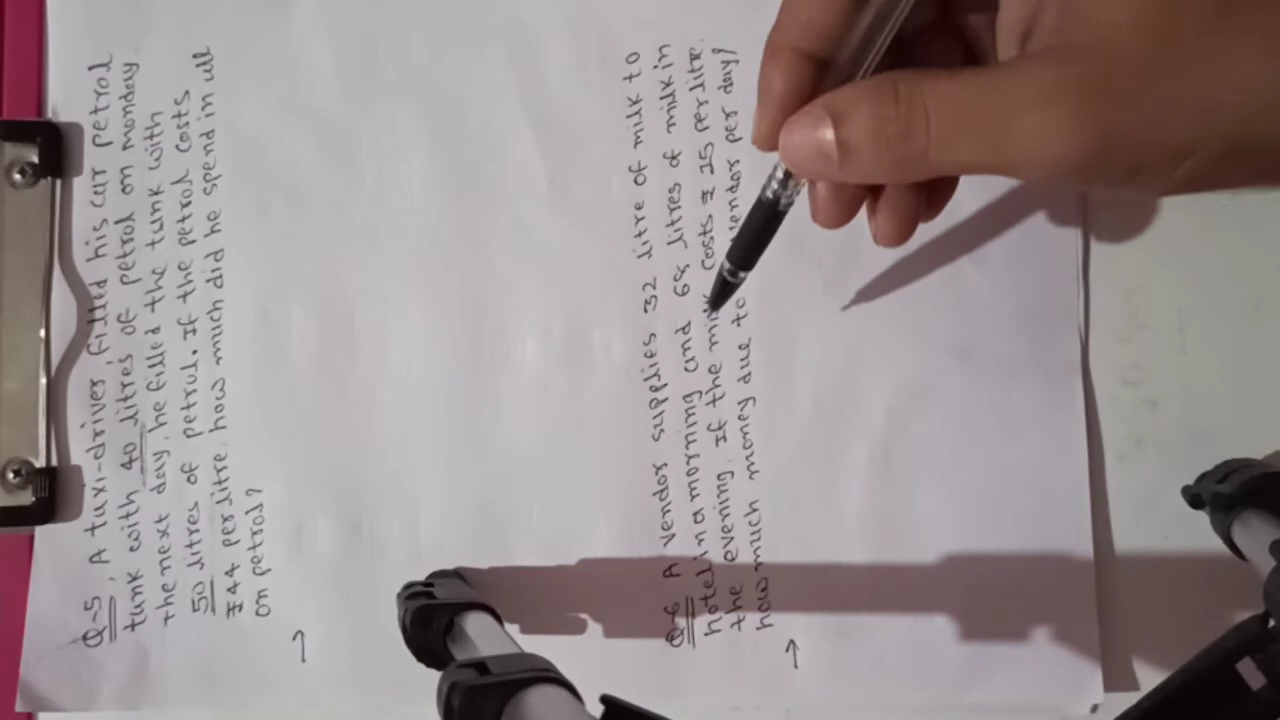 Q-5, A taxi-driver, filled his car petrol
tank with 40 litres of petrol on monday.
the next day, he filled the tank with
50 litres of petrol. If the petrol costs
₹44 per litre, how much did he spend in all
on petrol?
→
Q-6 A vendor supplies 32 litre of milk to
hotel in a morning and 68 litres of milk in
the evening. If the milk costs ₹ 15 per litre.
how much money due to vendor per day?
→